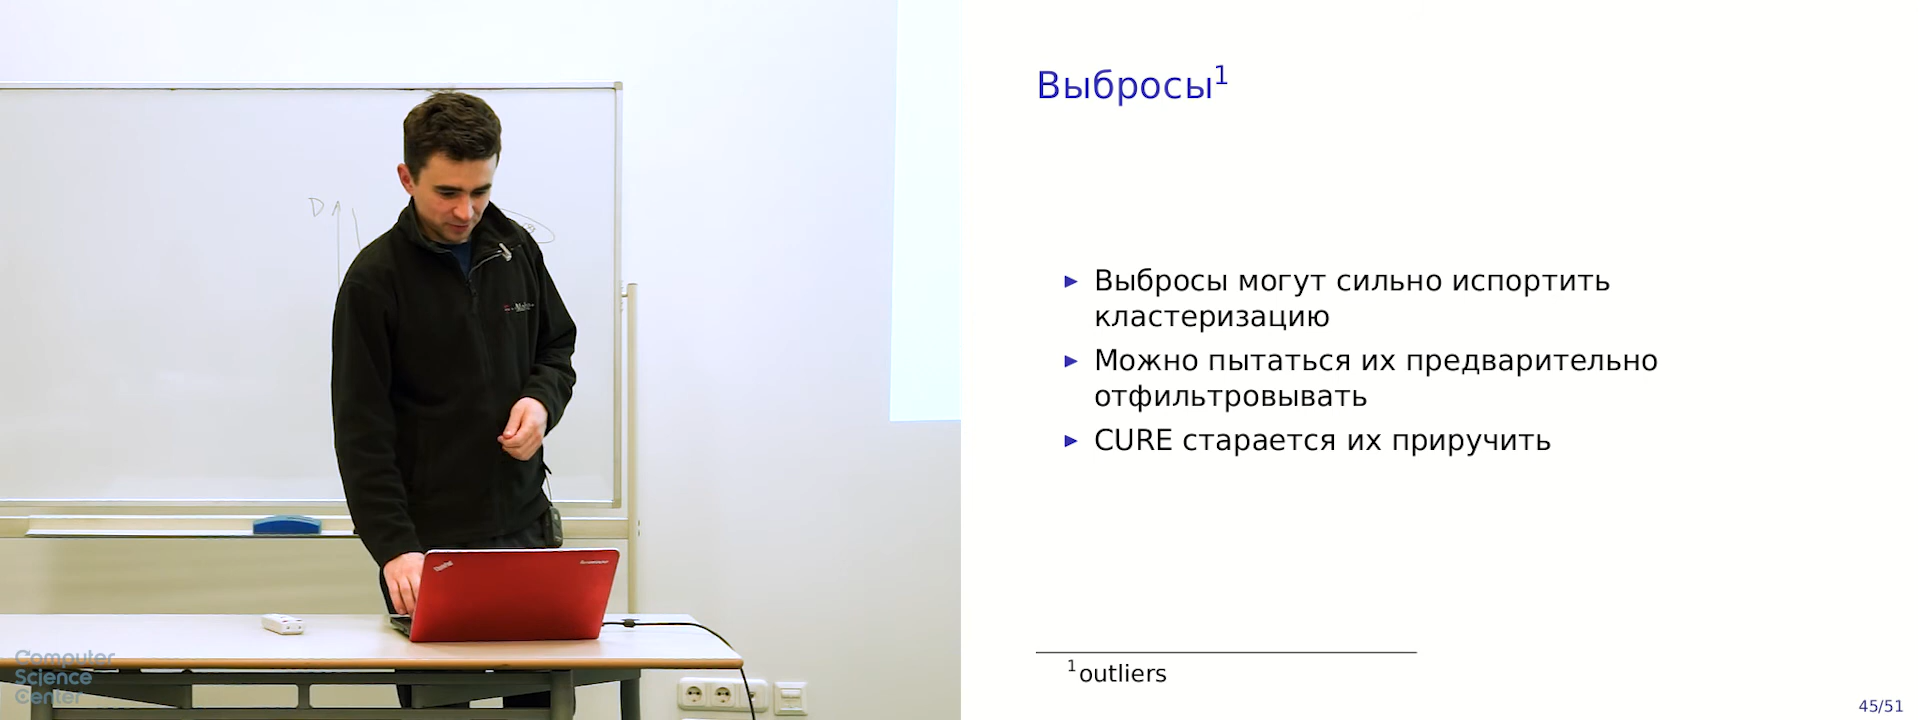 D
Computer
Science
Center
ThinkPad
Выбросы¹
Выбросы могут сильно испортить
кластеризацию
Можно пытаться их предварительно
отфильтровывать
CURE старается их приручить
¹outliers
45/51